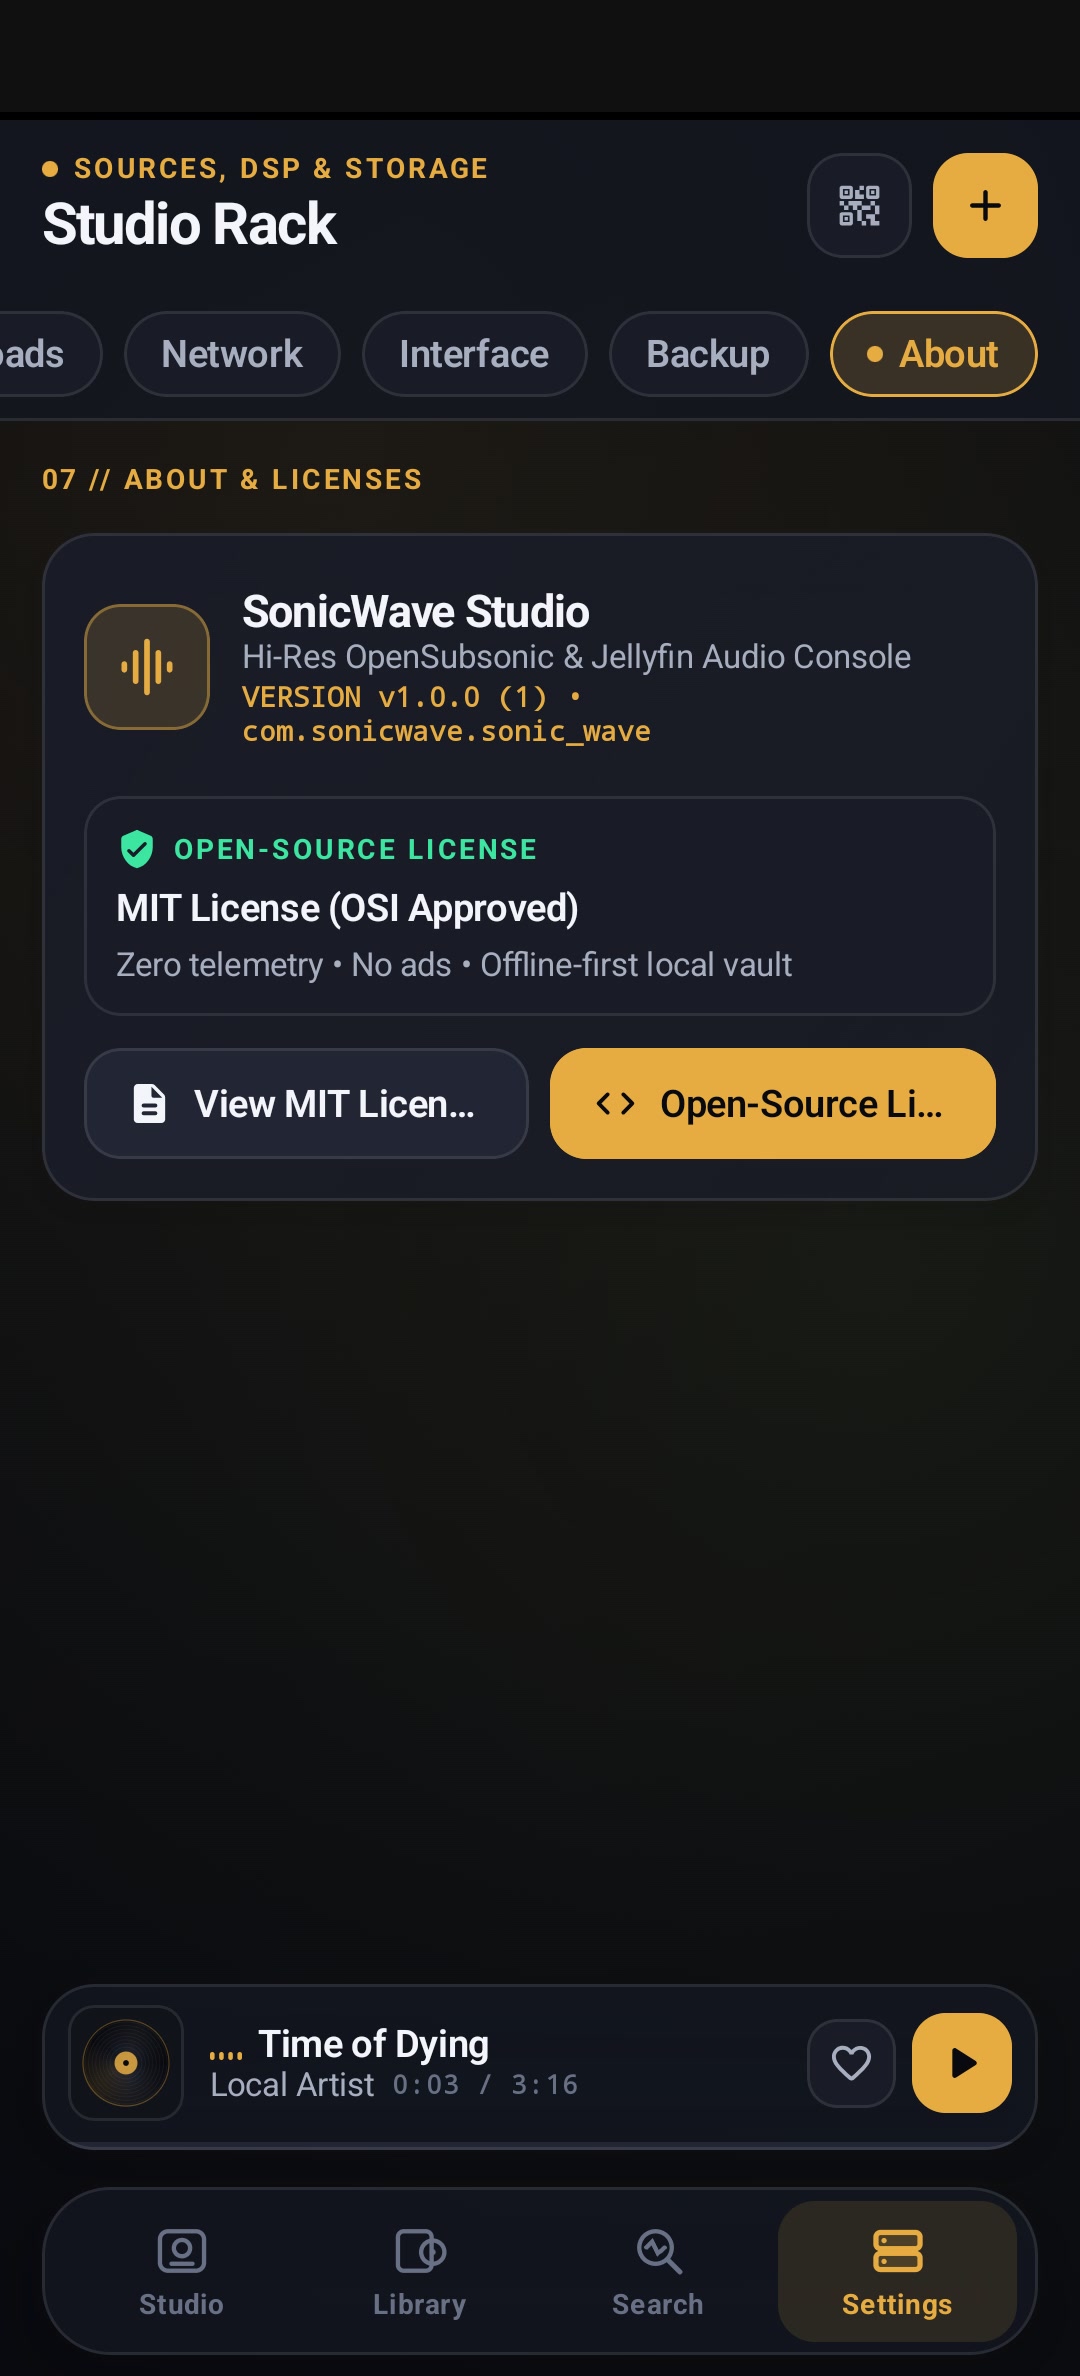 SOURCES, DSP & STORAGE
Studio Rack
oads
Network
Interface
Backup
About
07 // ABOUT & LICENSES
SonicWave Studio
Hi-Res OpenSubsonic & Jellyfin Audio Console
VERSION v1.0.0 (1) •
com.sonicwave.sonic_wave
OPEN-SOURCE LICENSE
MIT License (OSI Approved)
Zero telemetry • No ads • Offline-first local vault
View MIT Licen...
Open-Source Li...
Time of Dying
Local Artist 0:03 / 3:16
Studio
Library
Search
Settings